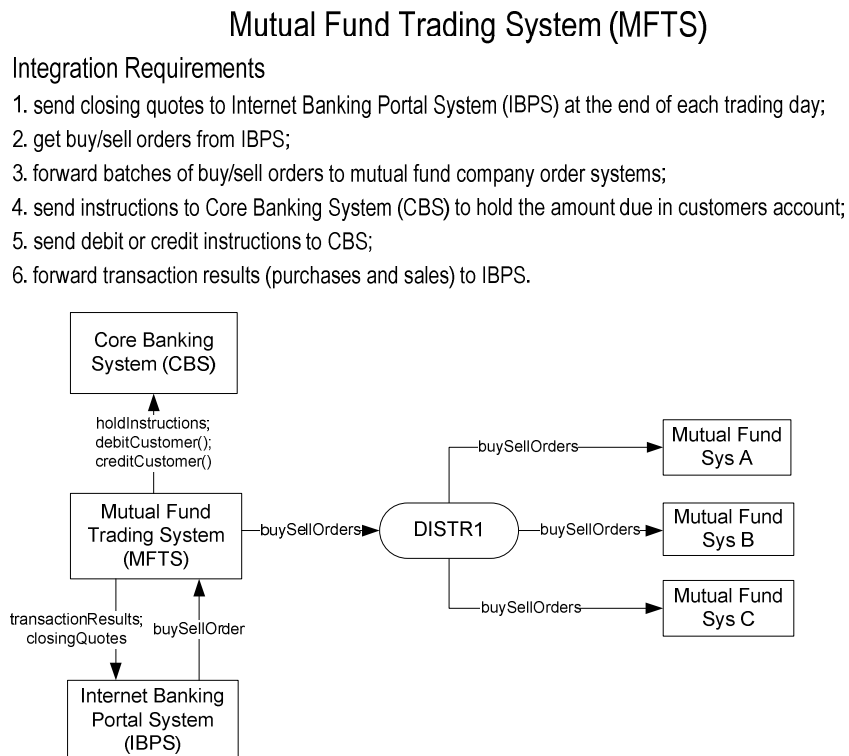 Mutual Fund Trading System (MFTS)
Integration Requirements
1. send closing quotes to Internet Banking Portal System (IBPS) at the end of each trading day;
2. get buy/sell orders from IBPS;
3. forward batches of buy/sell orders to mutual fund company order systems;
4. send instructions to Core Banking System (CBS) to hold the amount due in customers account;
5. send debit or credit instructions to CBS;
6. forward transaction results (purchases and sales) to IBPS.
Core Banking
System (CBS)
holdInstructions;
debitCustomer();
creditCustomer()
Mutual Fund
Trading System
(MFTS)
buySellOrders
DISTR1
buySellOrders
Mutual Fund
Sys A
buySellOrders
Mutual Fund
Sys B
buySellOrders
Mutual Fund
Sys C
transactionResults;
closingQuotes
buySellOrder
Internet Banking
Portal System
(IBPS)